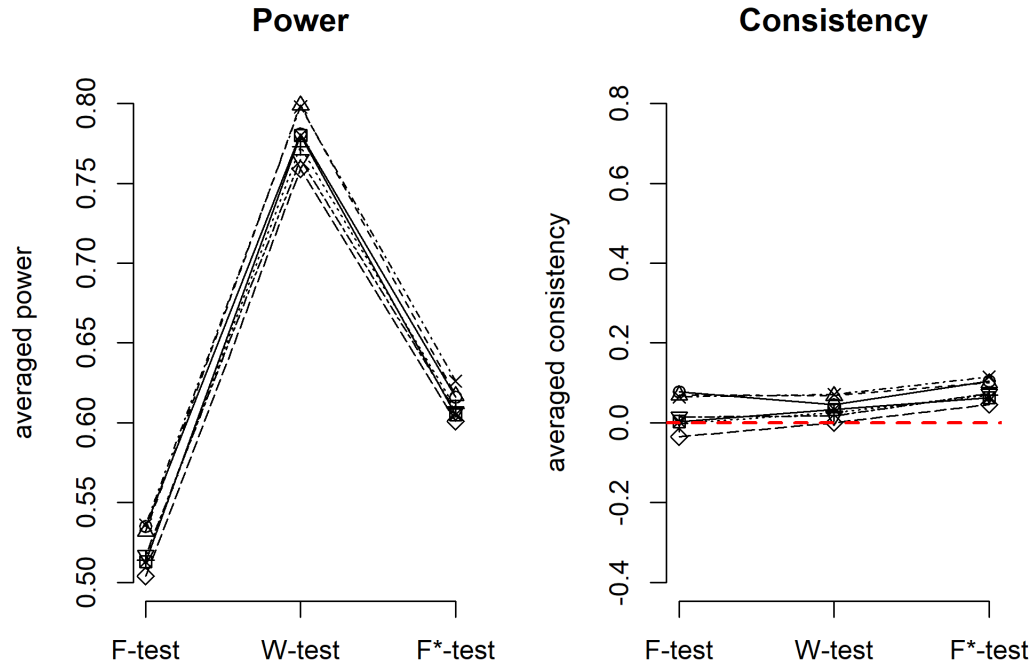 Power
averaged power
0.80
0.75
0.70
0.65
0.60
0.55
0.50
F-test W-test F*-test
Consistency
averaged consistency
0.8
0.6
0.4
0.2
0.0
-0.2
-0.4
F-test W-test F*-test